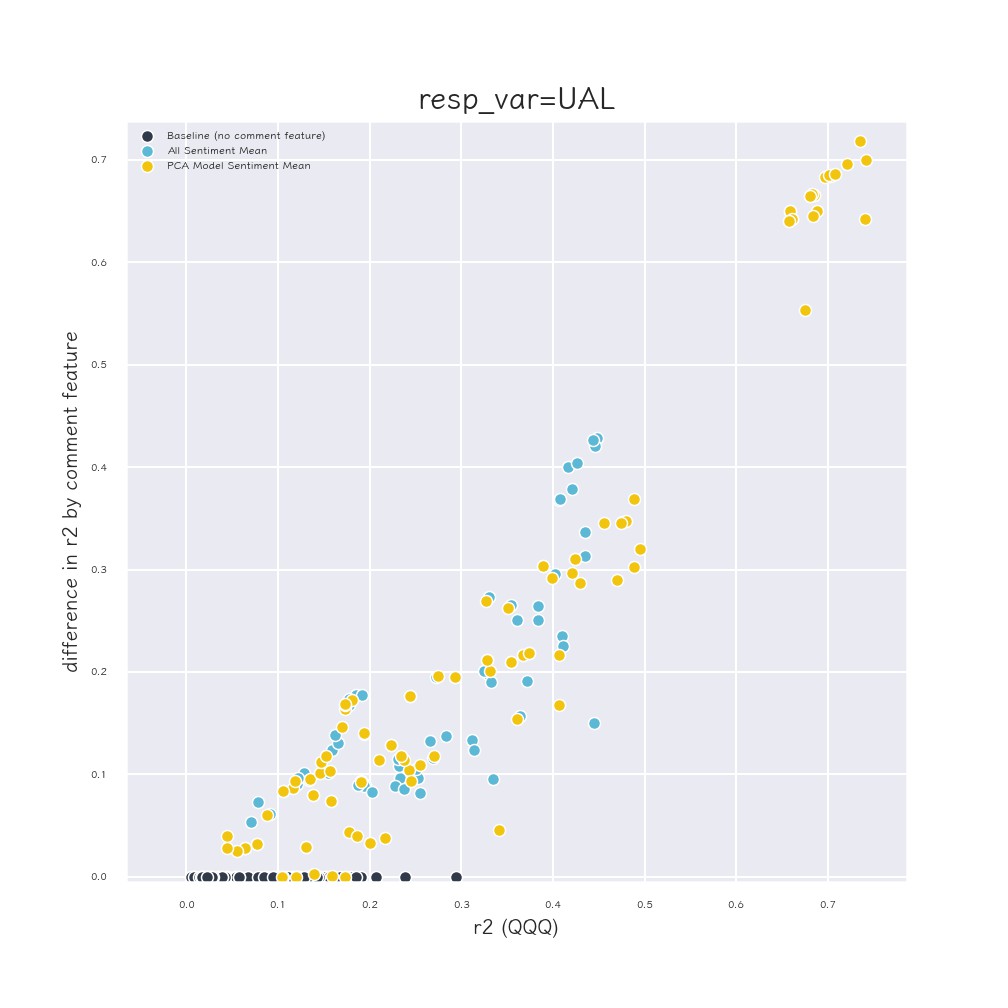 resp_var=UAL
Baseline (no comment feature)
All Sentiment Mean
PCA Model Sentiment Mean
difference in r2 by comment feature
0.7
0.6
0.5
0.4
0.3
0.2
0.1
0.0
0.0 0.1 0.2 0.3 0.4 0.5 0.6 0.7
r2 (QQQ)